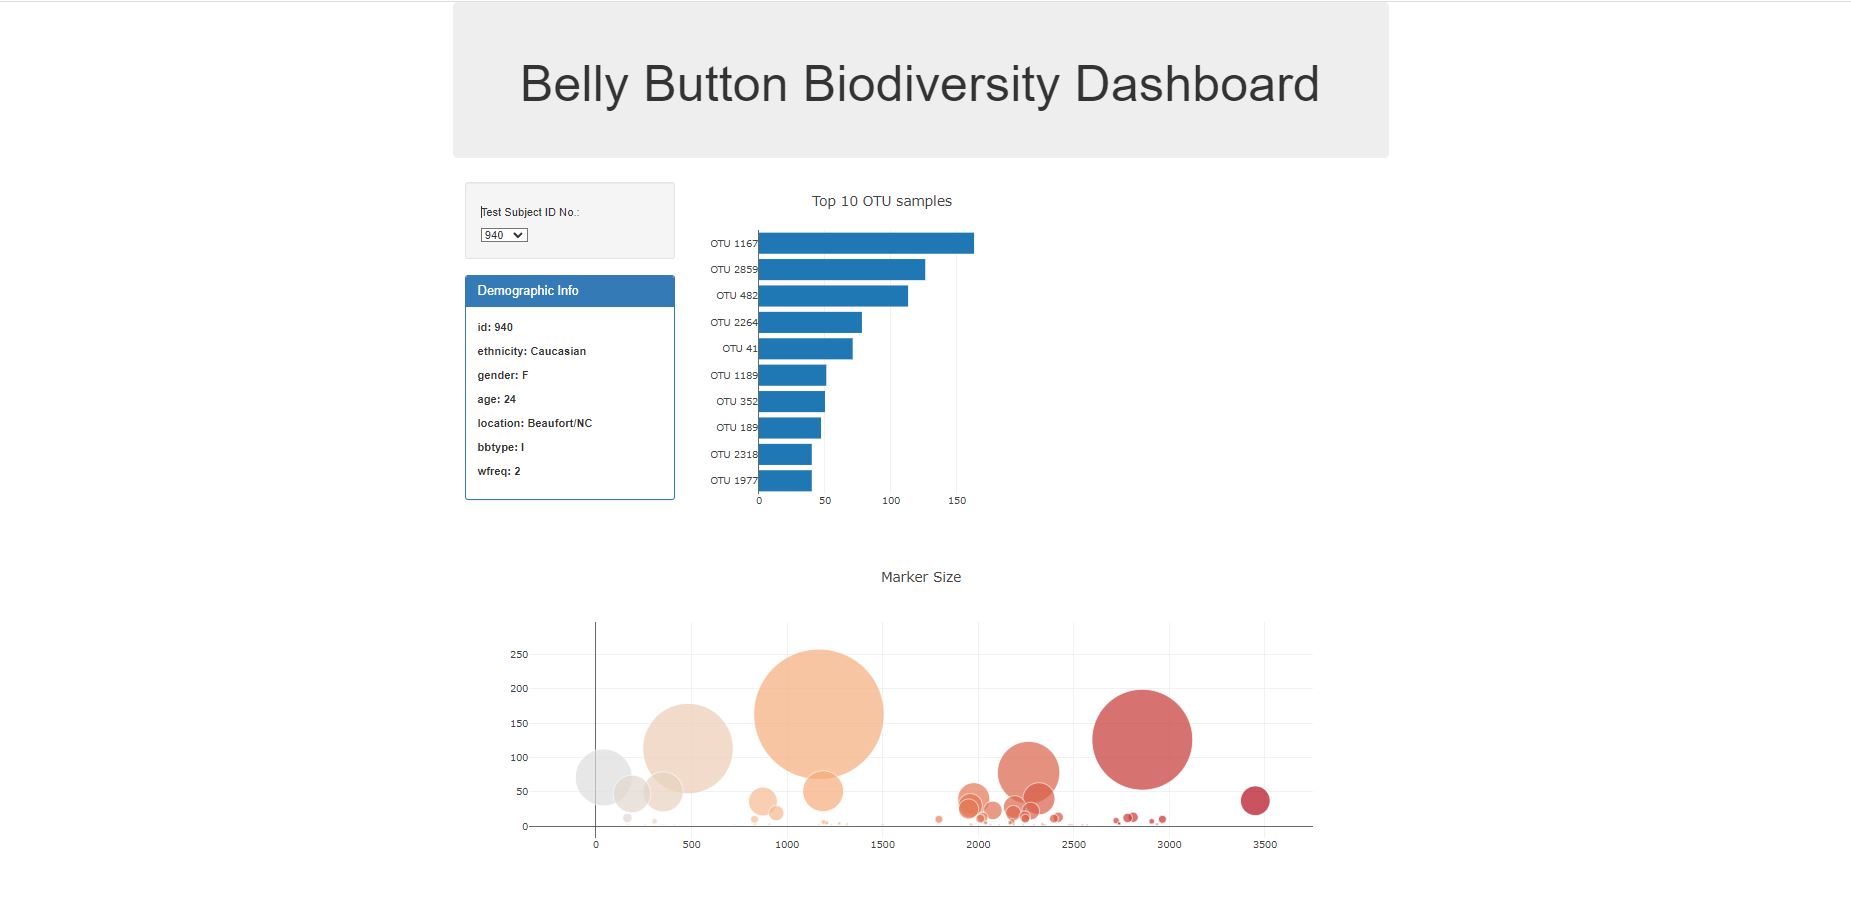 Belly Button Biodiversity Dashboard
Test Subject ID No.:
940
Demographic Info
id: 940
ethnicity: Caucasian
gender: F
age: 24
location: Beaufort/NC
bbtype: I
wfreq: 2
Top 10 OTU samples
OTU 1167
OTU 2859
OTU 482
OTU 2264
OTU 41
OTU 1189
OTU 352
OTU 189
OTU 2318
OTU 1977
0 50 100 150
Marker Size
250
200
150
100
50
0
0 500 1000 1500 2000 2500 3000 3500